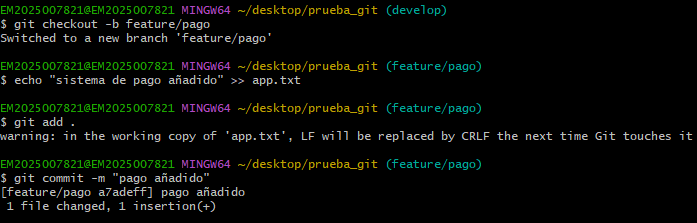 EM2025007821@EM2025007821 MINGW64 ~/desktop/prueba_git (develop)
$ git checkout -b feature/pago
Switched to a new branch 'feature/pago'
EM2025007821@EM2025007821 MINGW64 ~/desktop/prueba_git (feature/pago)
$ echo "sistema de pago añadido" >> app.txt
EM2025007821@EM2025007821 MINGW64 ~/desktop/prueba_git (feature/pago)
$ git add .
warning: in the working copy of 'app.txt', LF will be replaced by CRLF the next time Git touches it
EM2025007821@EM2025007821 MINGW64 ~/desktop/prueba_git (feature/pago)
$ git commit -m "pago añadido"
[feature/pago a7adeff] pago añadido
 1 file changed, 1 insertion(+)